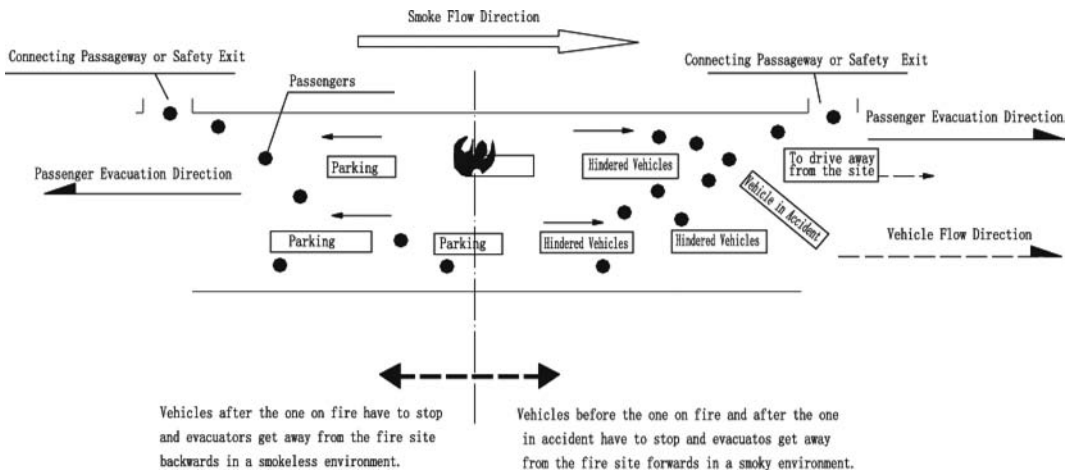 Smoke Flow Direction
Connecting Passageway or Safety Exit
Connecting Passageway or Safety Exit
Passengers
Passenger Evacuation Direction
Parking
Hindered Vehicles
To drive away
from the site
Passenger Evacuation Direction
Vehicle in Accident
Parking
Parking
Hindered Vehicles
Hindered Vehicles
Vehicle Flow Direction
Vehicles after the one on fire have to stop
and evacuators get away from the fire site
backwards in a smokeless environment.
Vehicles before the one on fire and after the one
in accident have to stop and evacuatos get away
from the fire site forwards in a smoky environment.